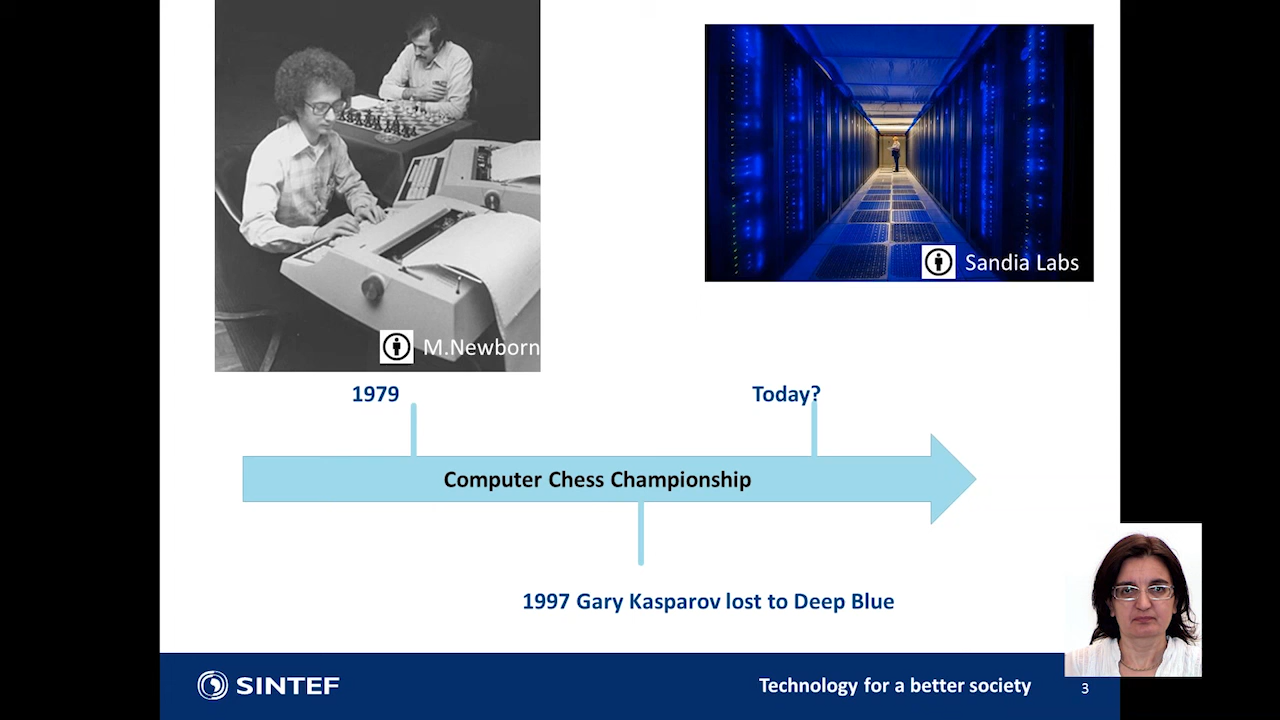 M.Newborn
Sandia Labs
1979
Today?
Computer Chess Championship
1997 Gary Kasparov lost to Deep Blue
SINTEF
Technology for a better society
3